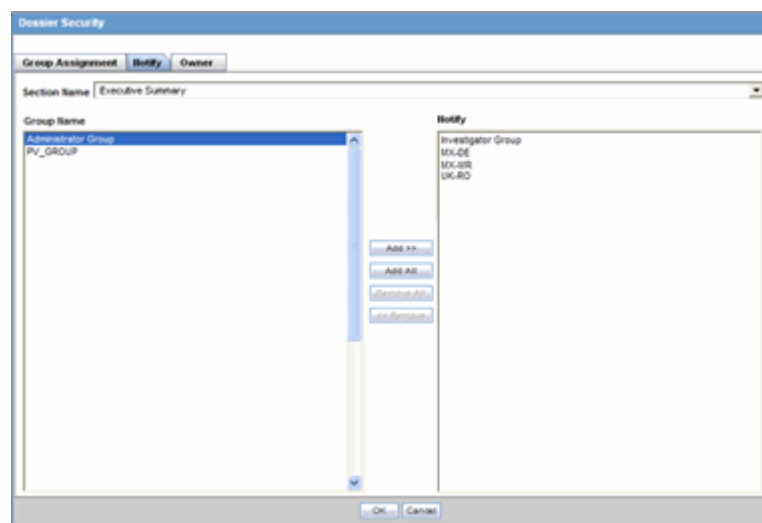 Dossier Security
Group Assignment Notify Owner
Section Name Executive Summary
Group Name Notify
Administrator Group
PV_GROUP
Investigator Group
MX-DE
MX-MR
UK-RO
Add >>
Add All
Remove All
<< Remove
OK Cancel